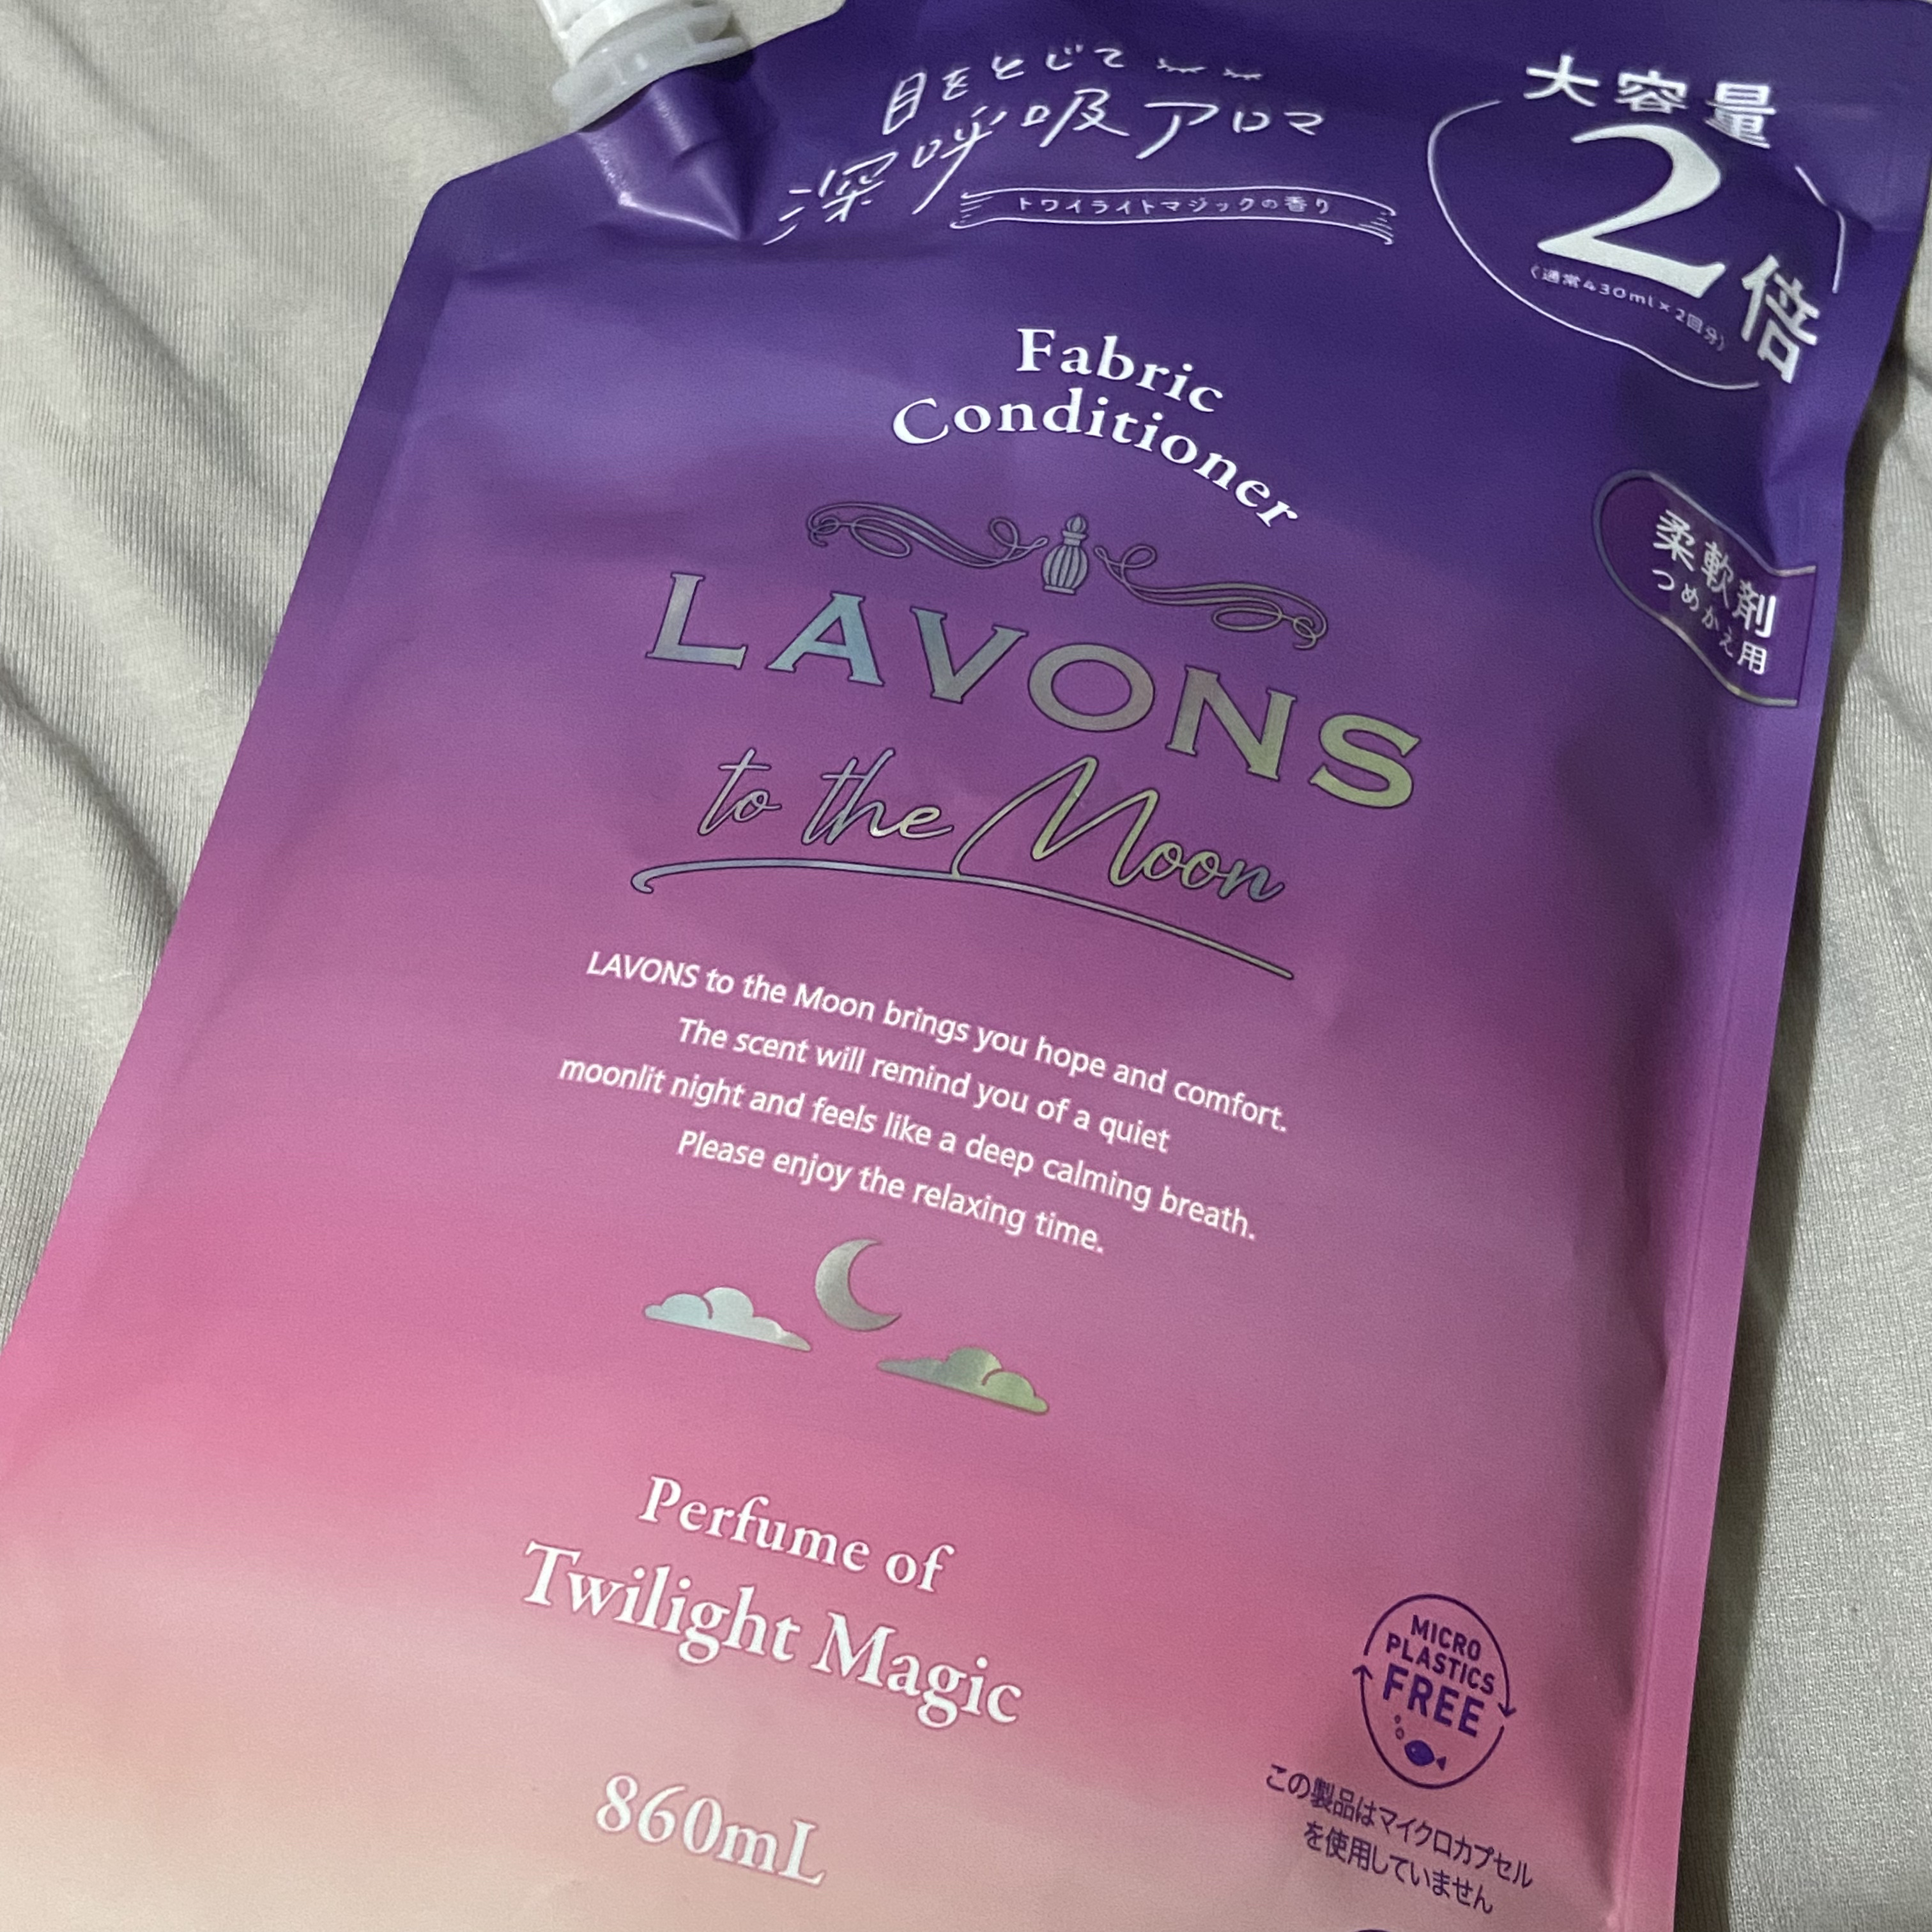 目をとじて
深呼吸アロマ
トワイライトマジックの香り
大容量
2倍
(通常430ml×2回分)
Fabric
Conditioner
柔軟剤
つめかえ用
LAVONS
to the Moon
LAVONS to the Moon brings you hope and comfort.
The scent will remind you of a quiet
moonlit night and feels like a deep calming breath.
Please enjoy the relaxing time.
Perfume of
Twilight Magic
860mL
MICRO
PLASTICS
FREE
この製品はマイクロカプセル
を使用していません